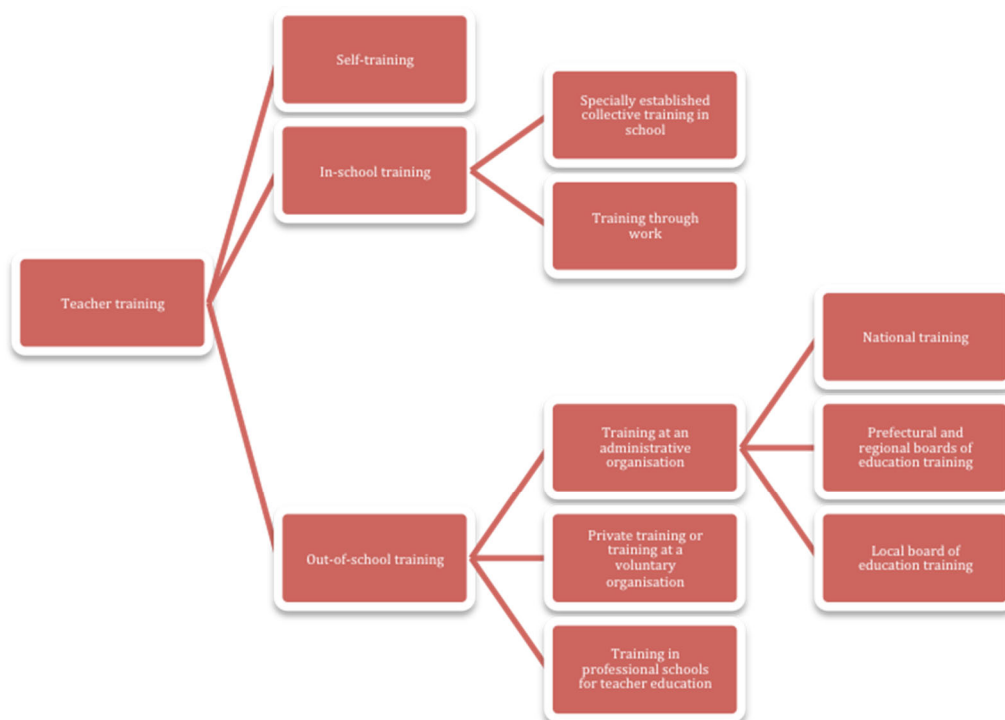 Self-training
Specially established
collective training in
school
In-school training
Training through
work
Teacher training
National training
Training at an
administrative
organisation
Prefectural and
regional boards of
education training
Out-of-school training
Private training or
training at a
voluntary
organisation
Local board of
education training
Training in
professional schools
for teacher education